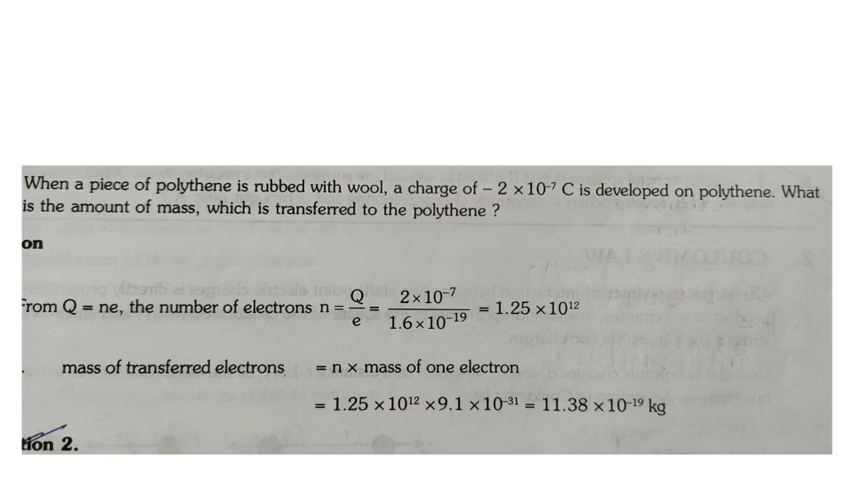 When a piece of polythene is rubbed with wool, a charge of – 2 ×10⁻⁷ C is developed on polythene. What
is the amount of mass, which is transferred to the polythene ?
on
From Q = ne, the number of electrons n = Q/e = 2×10⁻⁷/1.6×10⁻¹⁹ = 1.25 ×10¹²
mass of transferred electrons = n × mass of one electron
= 1.25 ×10¹² ×9.1 ×10⁻³¹ = 11.38 ×10⁻¹⁹ kg
tion 2.